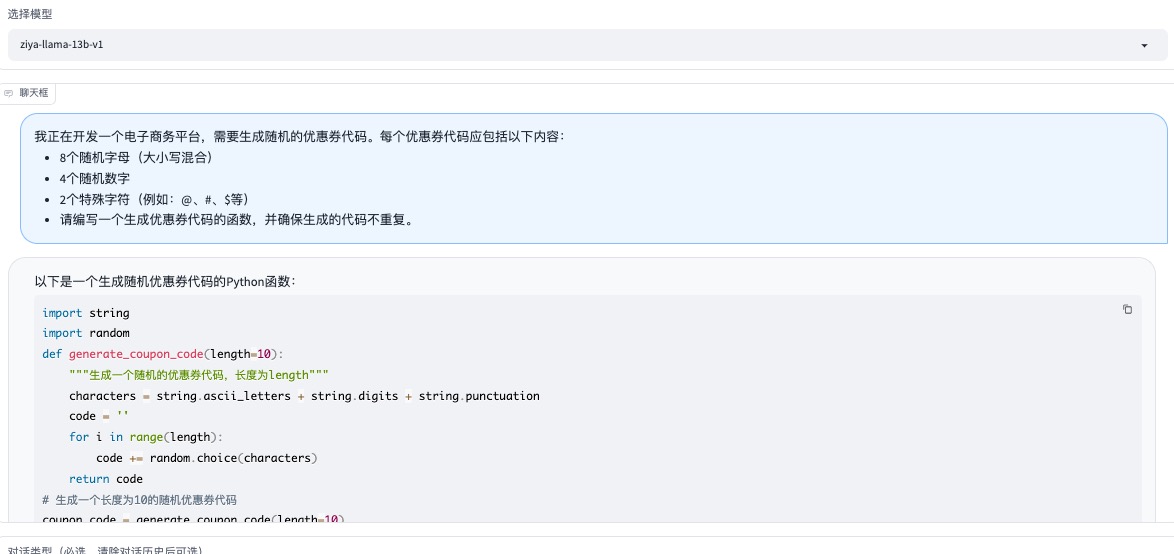 选择模型
ziya-llama-13b-v1
聊天框
我正在开发一个电子商务平台，需要生成随机的优惠券代码。每个优惠券代码应包括以下内容：
• 8个随机字母（大小写混合）
• 4个随机数字
• 2个特殊字符（例如：@、#、$等）
• 请编写一个生成优惠券代码的函数，并确保生成的代码不重复。
以下是一个生成随机优惠券代码的Python函数：
import string
import random
def generate_coupon_code(length=10):
    """生成一个随机的优惠券代码，长度为length"""
    characters = string.ascii_letters + string.digits + string.punctuation
    code = ''
    for i in range(length):
        code += random.choice(characters)
    return code
# 生成一个长度为10的随机优惠券代码
coupon_code = generate_coupon_code(length=10)
对话类型（必选，清除对话历史后可选）